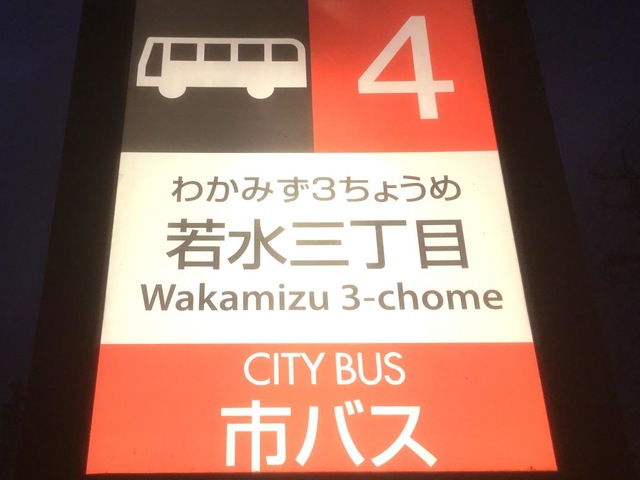 4
わかみず3ちょうめ
若水三丁目
Wakamizu 3-chome
CITY BUS
市バス